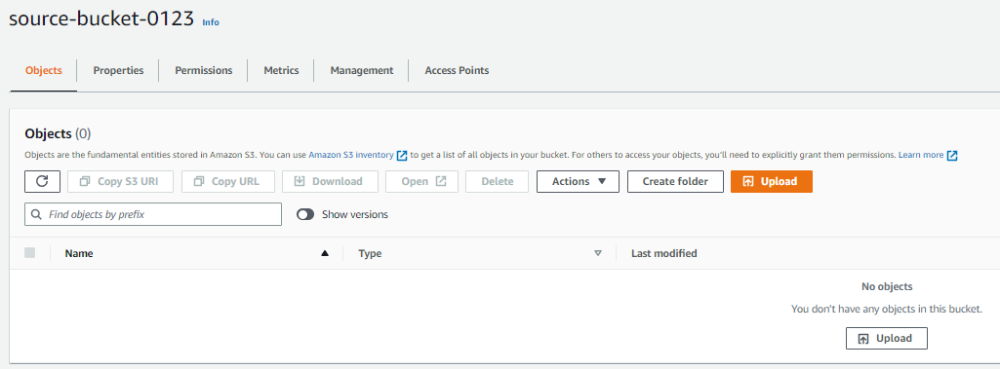 source-bucket-0123 Info
Objects Properties Permissions Metrics Management Access Points
Objects (0)
Objects are the fundamental entities stored in Amazon S3. You can use Amazon S3 inventory to get a list of all objects in your bucket. For others to access your objects, you'll need to explicitly grant them permissions. Learn more
Copy S3 URI Copy URL Download Open Delete Actions Create folder Upload
Find objects by prefix Show versions
Name Type Last modified
No objects
You don't have any objects in this bucket.
Upload